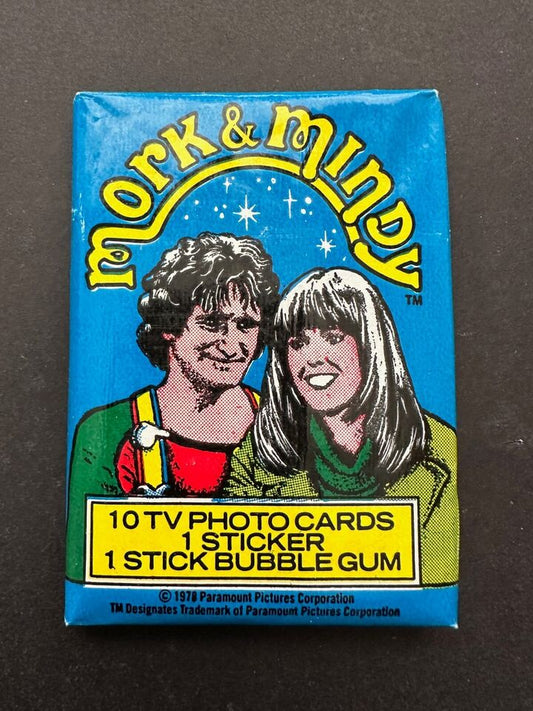 mork & mindy
TM
10 TV PHOTO CARDS
1 STICKER
1 STICK BUBBLE GUM
© 1978 Paramount Pictures Corporation
TM Designates Trademark of Paramount Pictures Corporation